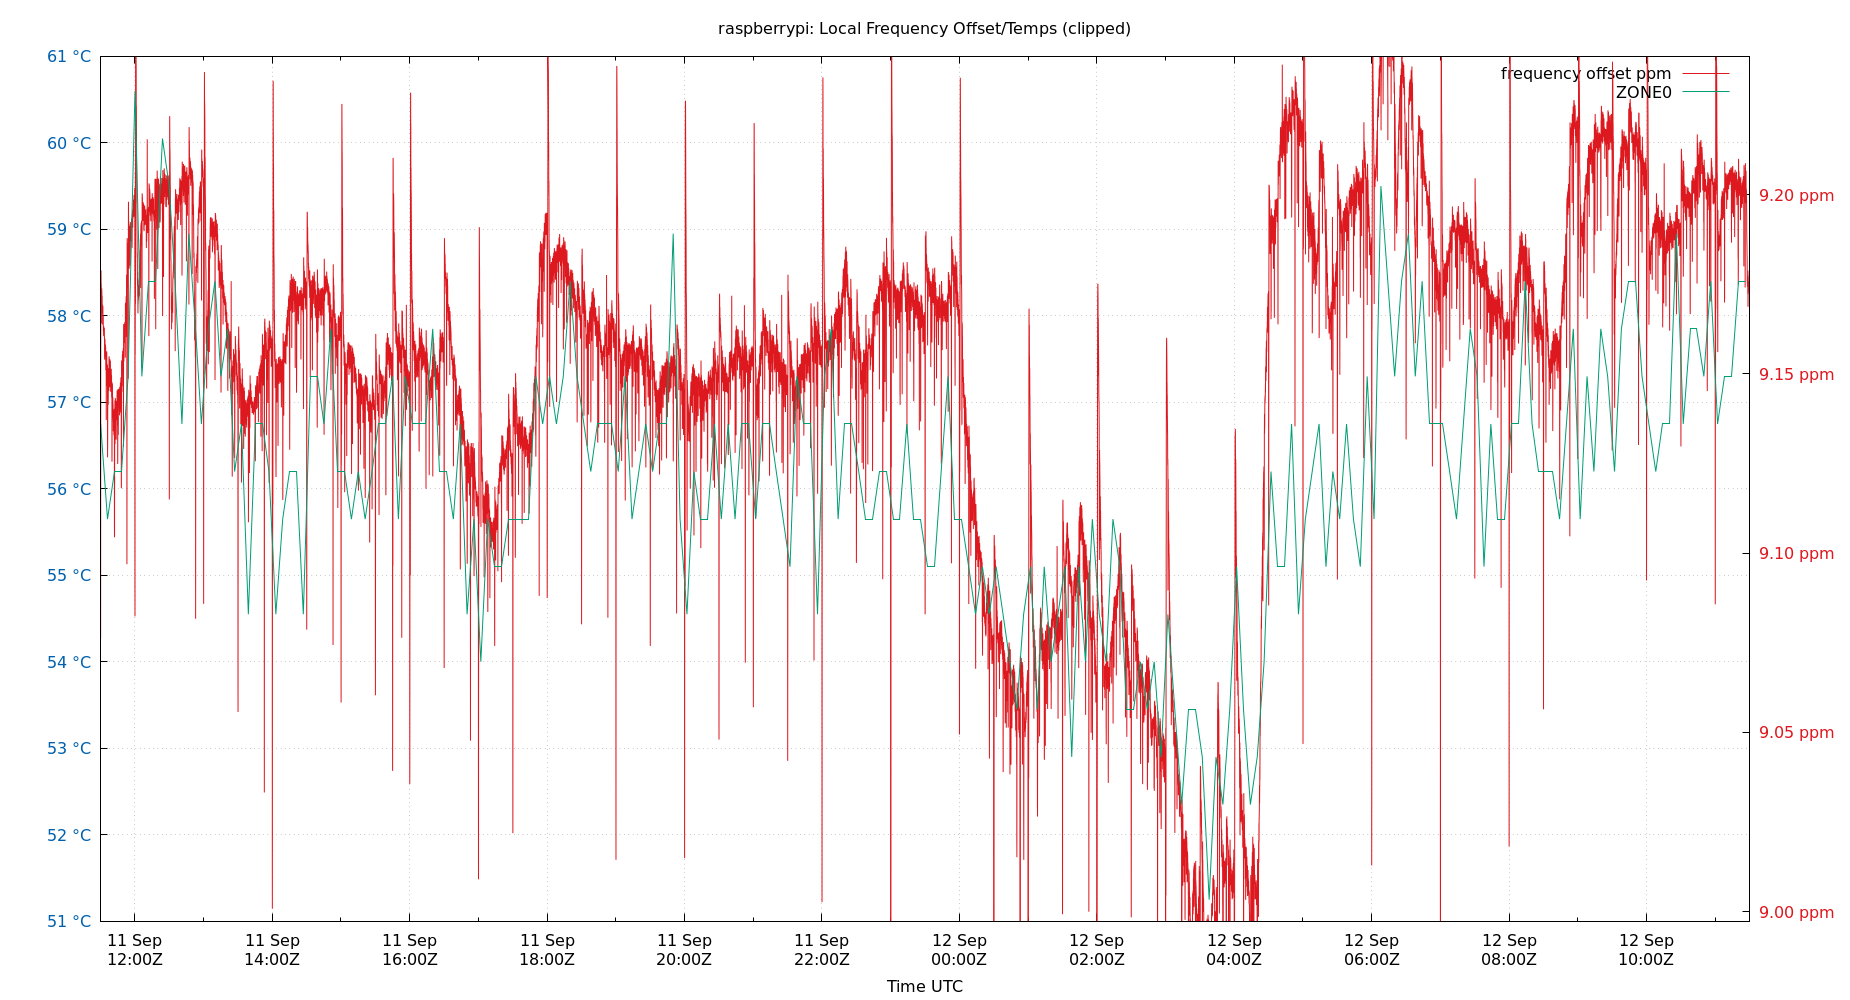 raspberrypi: Local Frequency Offset/Temps (clipped)
61 °C
60 °C
59 °C
58 °C
57 °C
56 °C
55 °C
54 °C
53 °C
52 °C
51 °C
frequency offset ppm
ZONE0
9.20 ppm
9.15 ppm
9.10 ppm
9.05 ppm
9.00 ppm
11 Sep 11 Sep 11 Sep 11 Sep 11 Sep 11 Sep 12 Sep 12 Sep 12 Sep 12 Sep 12 Sep 12 Sep
12:00Z 14:00Z 16:00Z 18:00Z 20:00Z 22:00Z 00:00Z 02:00Z 04:00Z 06:00Z 08:00Z 10:00Z
Time UTC